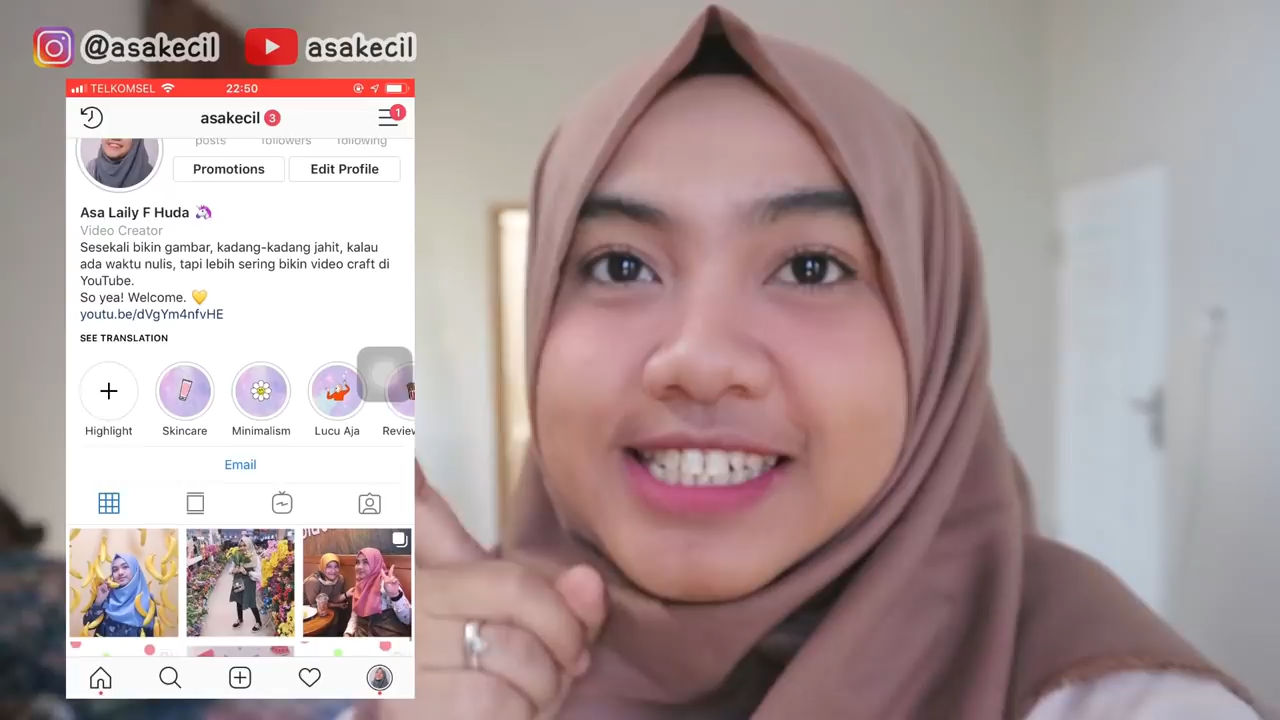 @asakecil asakecil
TELKOMSEL 22:50
asakecil 3
1
posts followers following
Promotions Edit Profile
Asa Laily F Huda
Video Creator
Sesekali bikin gambar, kadang-kadang jahit, kalau
ada waktu nulis, tapi lebih sering bikin video craft di
YouTube.
So yea! Welcome.
youtu.be/dVgYm4nfvHE
SEE TRANSLATION
Highlight Skincare Minimalism Lucu Aja Review
Email